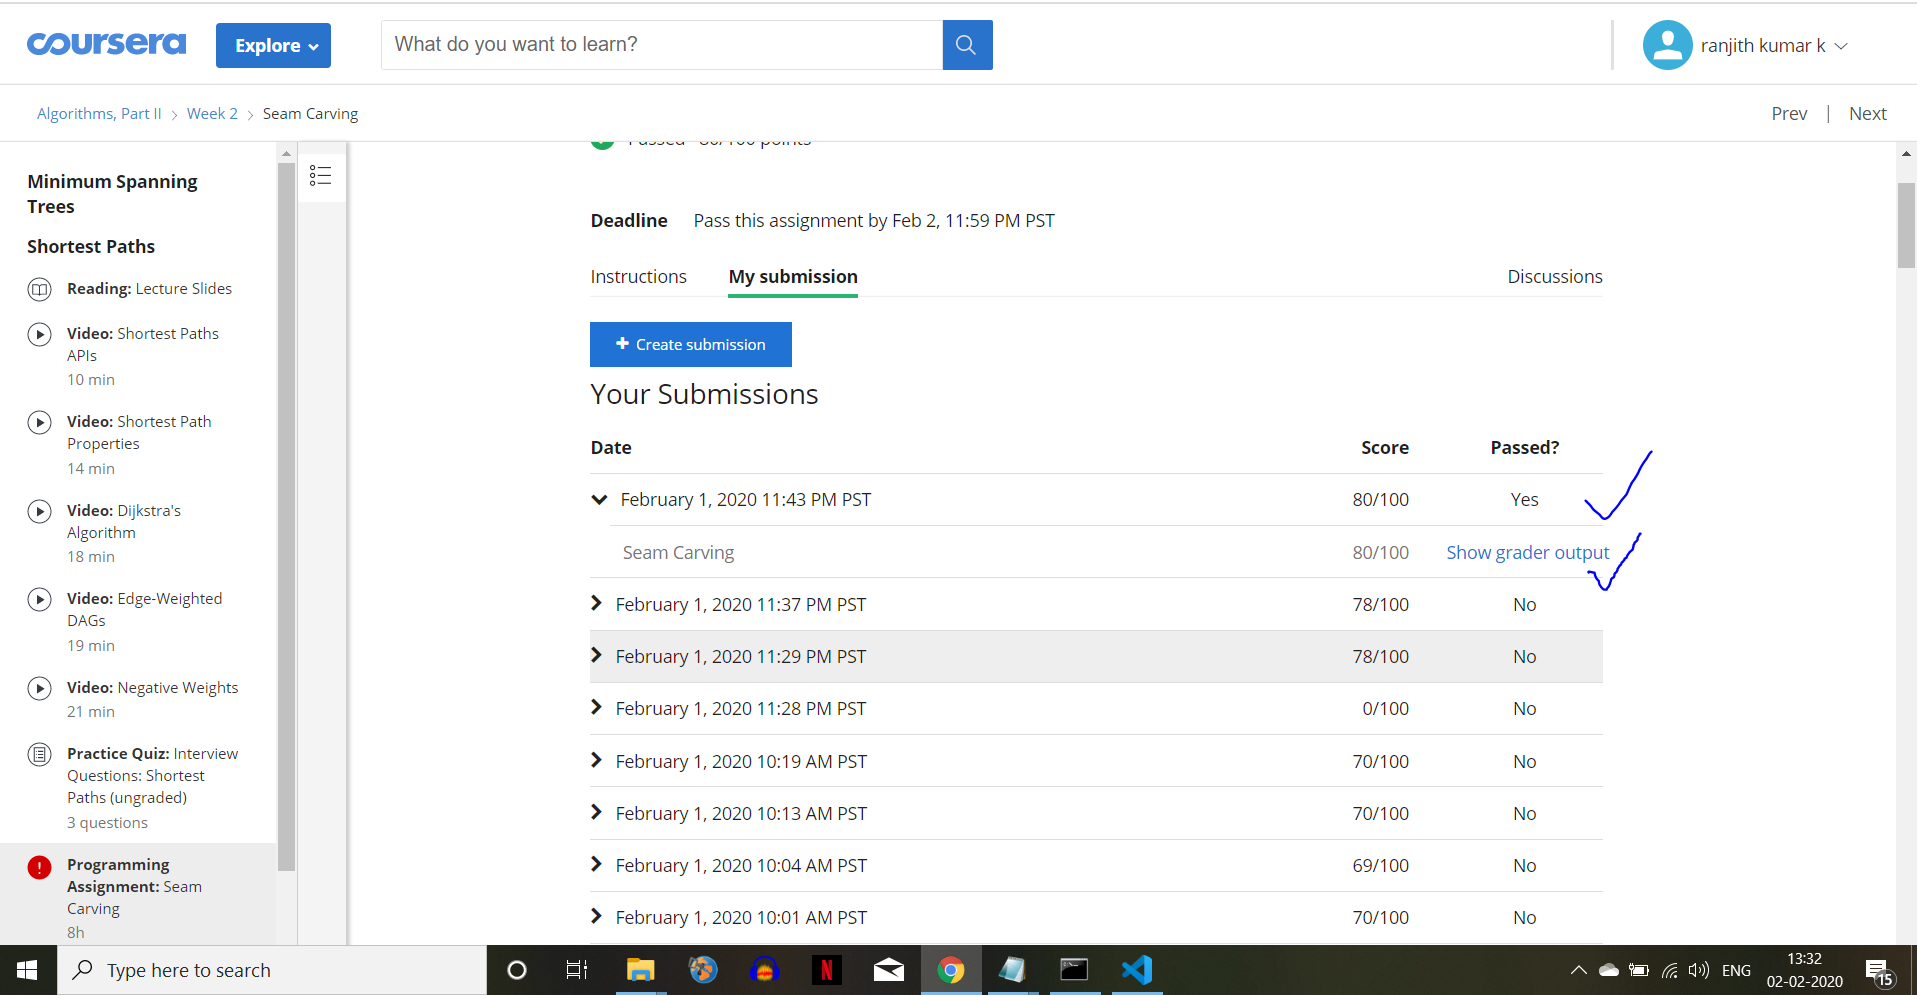 coursera
Explore
What do you want to learn?
ranjith kumar k
Algorithms, Part II
Week 2
Seam Carving
Prev | Next
Minimum Spanning
Trees
Shortest Paths
Reading: Lecture Slides
Video: Shortest Paths
APIs
10 min
Video: Shortest Path
Properties
14 min
Video: Dijkstra's
Algorithm
18 min
Video: Edge-Weighted
DAGs
19 min
Video: Negative Weights
21 min
Practice Quiz: Interview
Questions: Shortest
Paths (ungraded)
3 questions
Programming
Assignment: Seam
Carving
8h
Passed · 80/100 points
Deadline Pass this assignment by Feb 2, 11:59 PM PST
Instructions My submission Discussions
+ Create submission
Your Submissions
Date Score Passed?
February 1, 2020 11:43 PM PST 80/100 Yes
Seam Carving 80/100 Show grader output
February 1, 2020 11:37 PM PST 78/100 No
February 1, 2020 11:29 PM PST 78/100 No
February 1, 2020 11:28 PM PST 0/100 No
February 1, 2020 10:19 AM PST 70/100 No
February 1, 2020 10:13 AM PST 70/100 No
February 1, 2020 10:04 AM PST 69/100 No
February 1, 2020 10:01 AM PST 70/100 No
Type here to search
N
ENG
13:32
02-02-2020
15